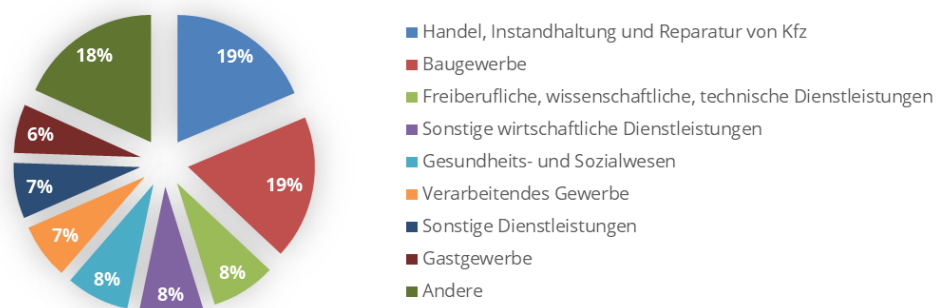 18%
19%
6%
19%
7%
7%
8%
8%
8%
Handel, Instandhaltung und Reparatur von Kfz
Baugewerbe
Freiberufliche, wissenschaftliche, technische Dienstleistungen
Sonstige wirtschaftliche Dienstleistungen
Gesundheits- und Sozialwesen
Verarbeitendes Gewerbe
Sonstige Dienstleistungen
Gastgewerbe
Andere